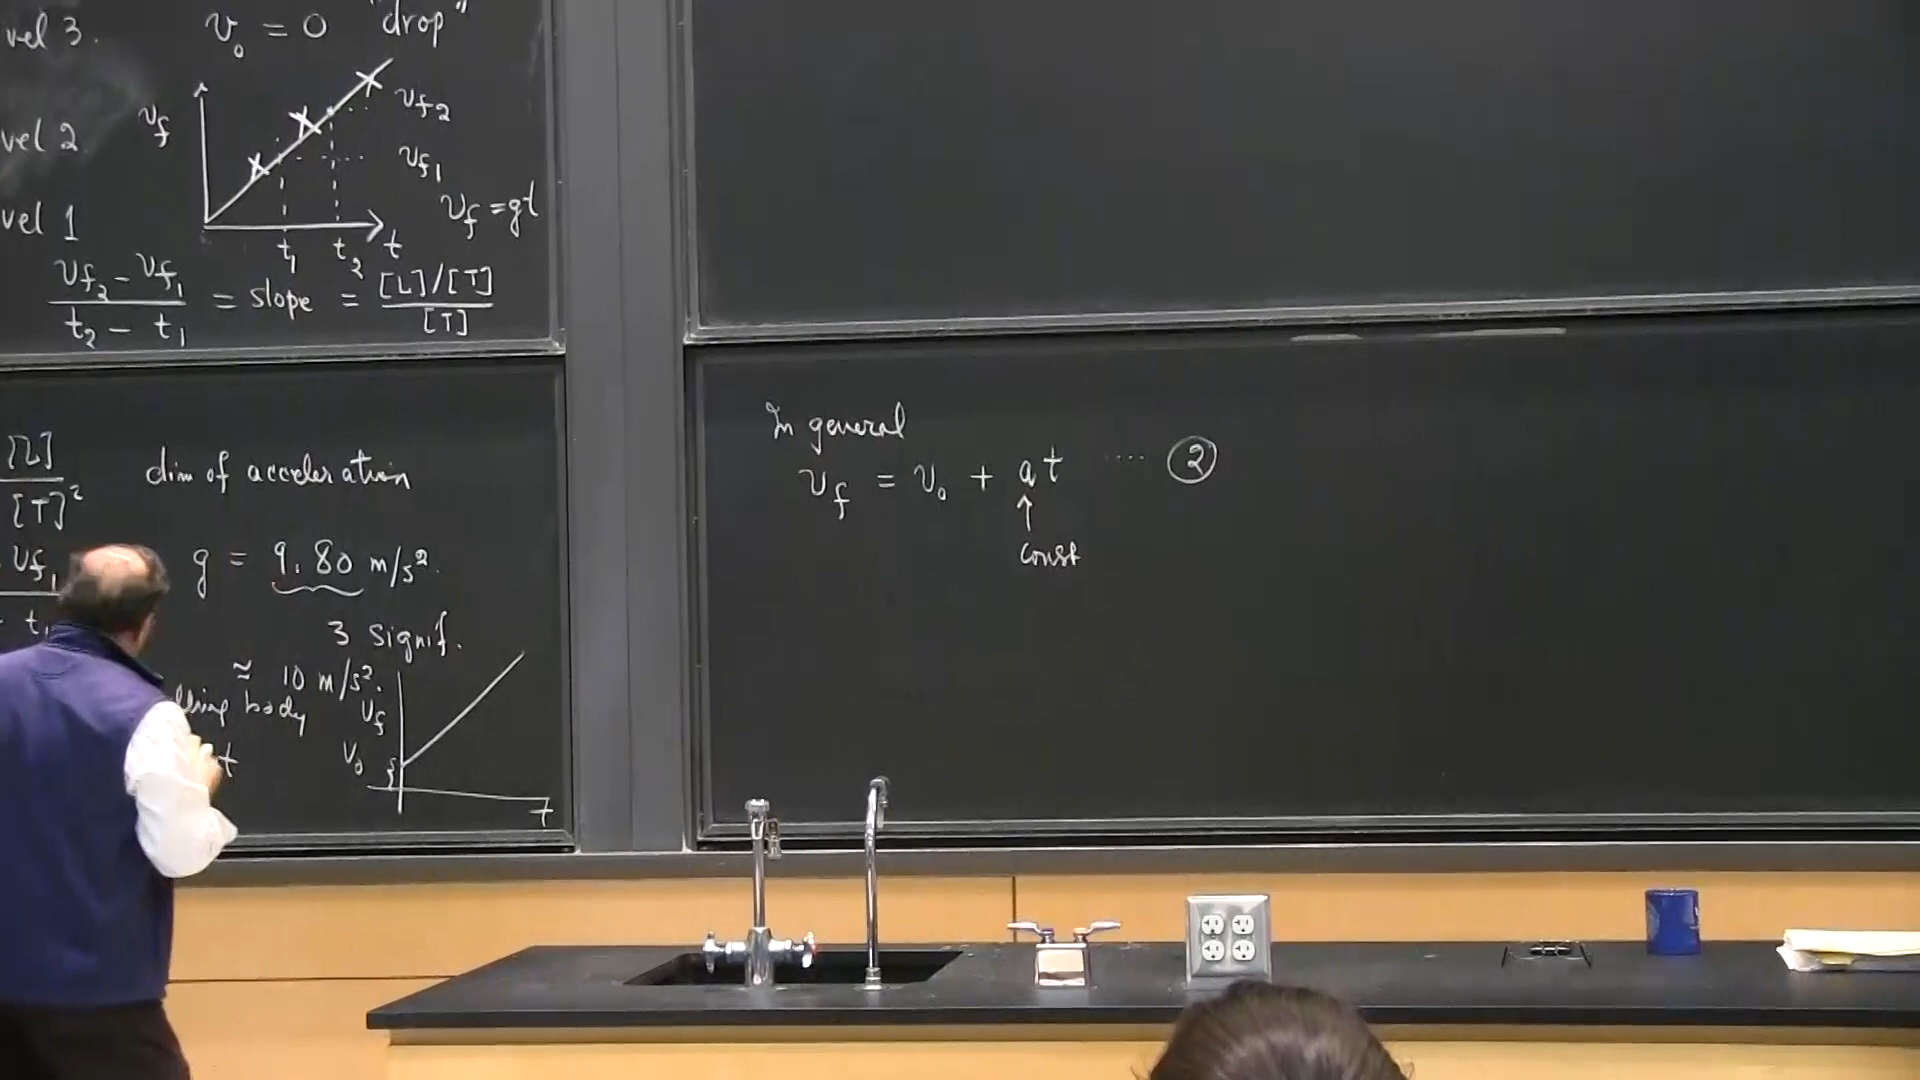 vel 3.
v₀ = 0 "drop"
v_f
v_f2
vel 2
v_f1
vel 1
v_f = gt
t₁ t₂ t
(v_f2 - v_f1)/(t₂ - t₁) = slope = ([L]/[T])/[T]
[L]/[T]² dim of acceleration
v_f1
g = 9.80 m/s².
t₁
3 signif.
≈ 10 m/s².
body
v_f
t
v₀
t
In general
v_f = v₀ + at .... ②
↑
const